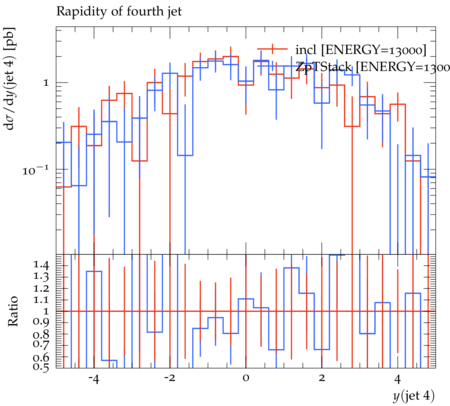 Rapidity of fourth jet
dσ/dy(jet 4) [pb]
incl [ENERGY=13000]
ZpTStack [ENERGY=1300
1
10⁻¹
Ratio
1.4
1.3
1.2
1.1
1
0.9
0.8
0.7
0.6
0.5
-4 -2 0 2 4
y(jet 4)